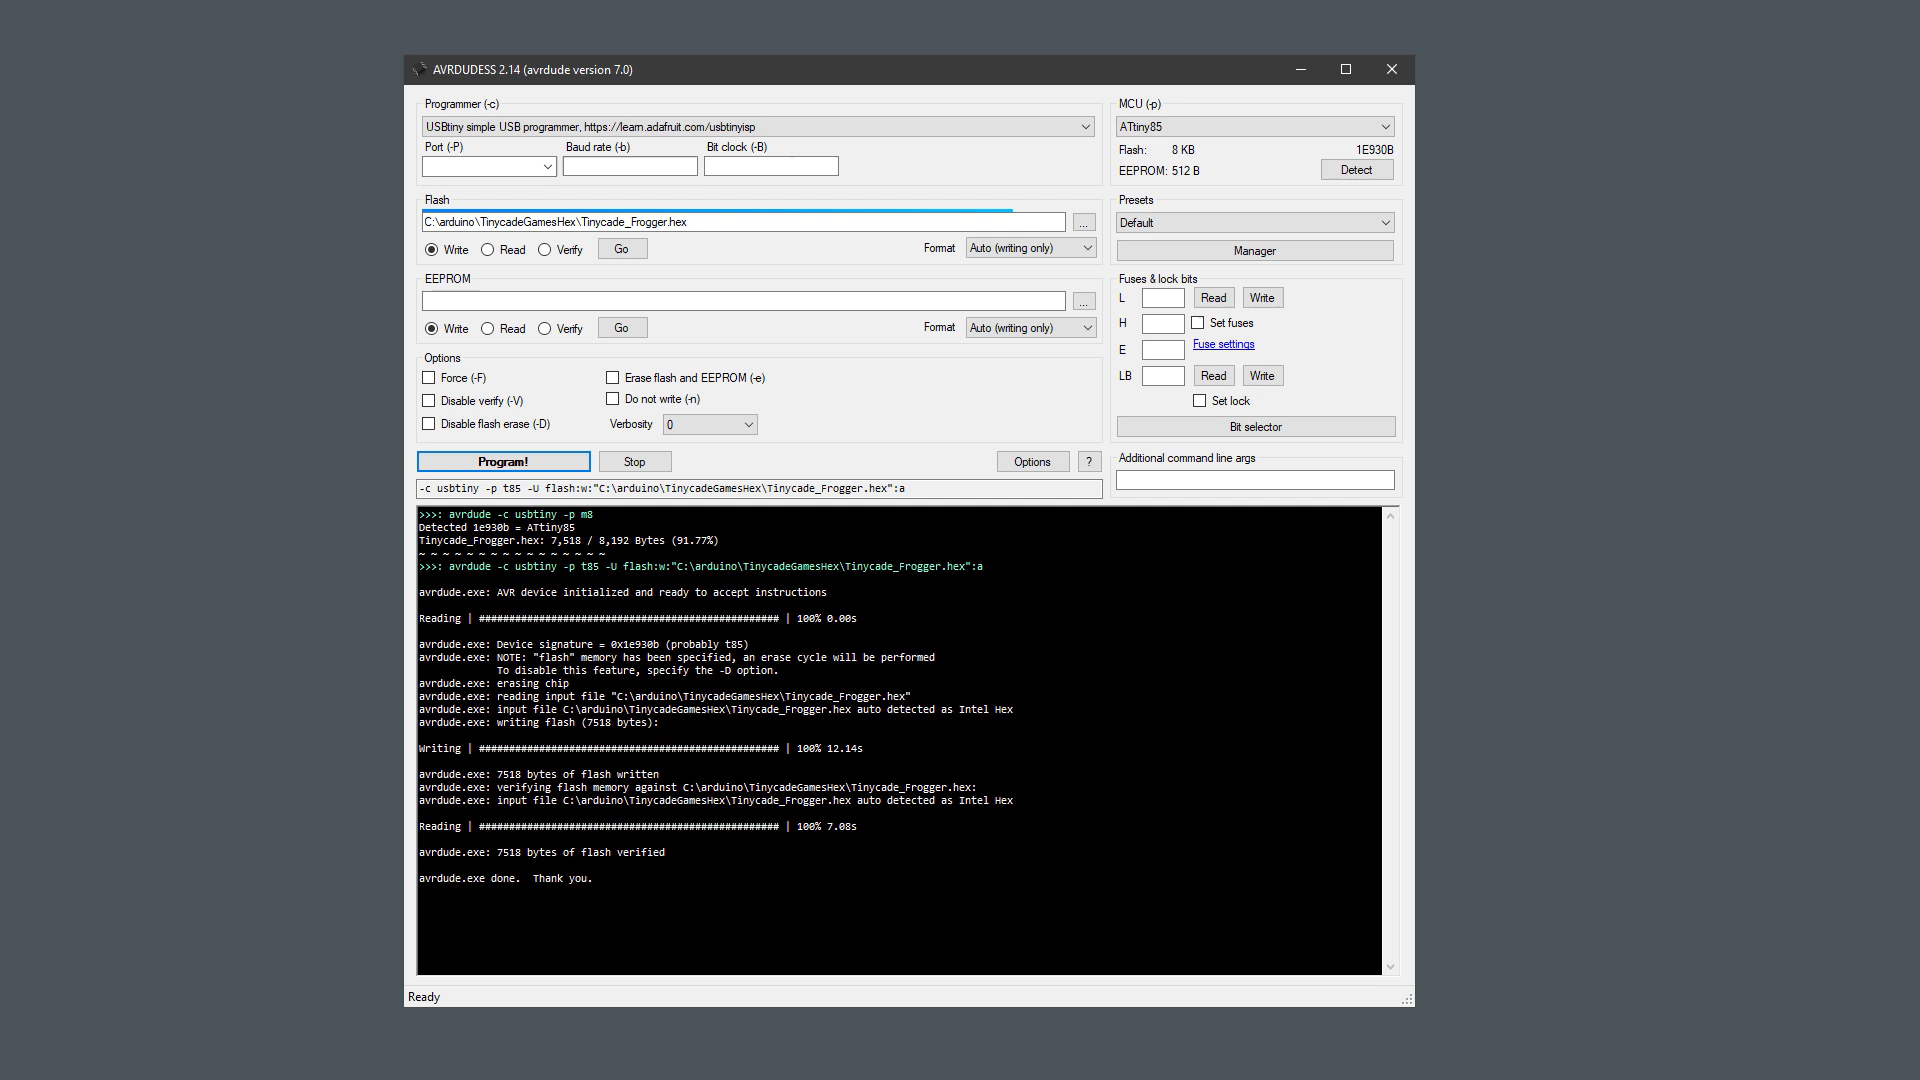 AVRDUDESS 2.14 (avrdude version 7.0)
Programmer (-c)
USBtiny simple USB programmer, https://learn.adafruit.com/usbtinyisp
Port (-P)
Baud rate (-b)
Bit clock (-B)
MCU (-p)
ATtiny85
Flash: 8 KB 1E930B
EEPROM: 512 B Detect
Flash
C:\arduino\TinycadeGamesHex\Tinycade_Frogger.hex ...
Write Read Verify Go Format Auto (writing only)
Presets
Default
Manager
EEPROM
...
Write Read Verify Go Format Auto (writing only)
Fuses & lock bits
L Read Write
H Set fuses
E Fuse settings
LB Read Write
Set lock
Bit selector
Options
Force (-F) Erase flash and EEPROM (-e)
Disable verify (-V) Do not write (-n)
Disable flash erase (-D) Verbosity 0
Program! Stop Options ?
Additional command line args
-c usbtiny -p t85 -U flash:w:"C:\arduino\TinycadeGamesHex\Tinycade_Frogger.hex":a
>>>: avrdude -c usbtiny -p m8
Detected 1e930b = ATtiny85
Tinycade_Frogger.hex: 7,518 / 8,192 Bytes (91.77%)
~ ~ ~ ~ ~ ~ ~ ~ ~ ~ ~ ~ ~ ~ ~ ~
>>>: avrdude -c usbtiny -p t85 -U flash:w:"C:\arduino\TinycadeGamesHex\Tinycade_Frogger.hex":a
avrdude.exe: AVR device initialized and ready to accept instructions
Reading | ################################################## | 100% 0.00s
avrdude.exe: Device signature = 0x1e930b (probably t85)
avrdude.exe: NOTE: "flash" memory has been specified, an erase cycle will be performed
To disable this feature, specify the -D option.
avrdude.exe: erasing chip
avrdude.exe: reading input file "C:\arduino\TinycadeGamesHex\Tinycade_Frogger.hex"
avrdude.exe: input file C:\arduino\TinycadeGamesHex\Tinycade_Frogger.hex auto detected as Intel Hex
avrdude.exe: writing flash (7518 bytes):
Writing | ################################################## | 100% 12.14s
avrdude.exe: 7518 bytes of flash written
avrdude.exe: verifying flash memory against C:\arduino\TinycadeGamesHex\Tinycade_Frogger.hex:
avrdude.exe: input file C:\arduino\TinycadeGamesHex\Tinycade_Frogger.hex auto detected as Intel Hex
Reading | ################################################## | 100% 7.08s
avrdude.exe: 7518 bytes of flash verified
avrdude.exe done.  Thank you.
Ready